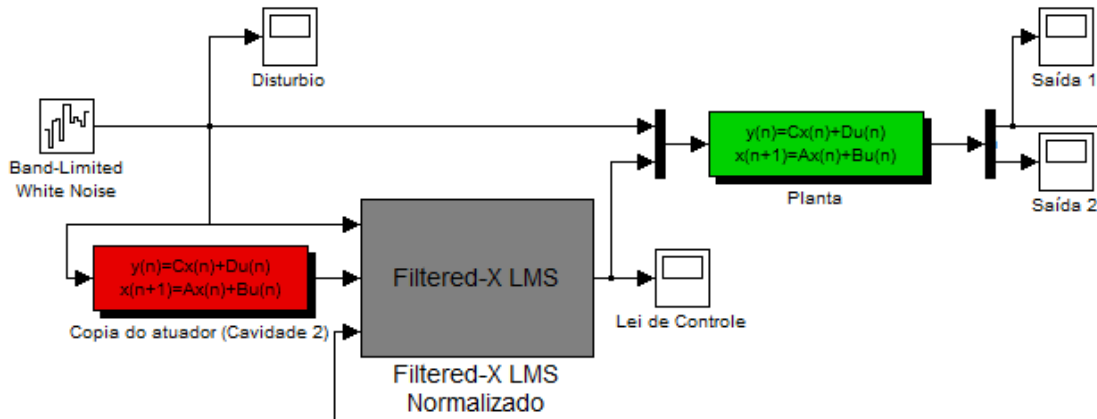 Disturbio
Saída 1
Band-Limited
White Noise
y(n)=Cx(n)+Du(n)
x(n+1)=Ax(n)+Bu(n)
Planta
Saída 2
y(n)=Cx(n)+Du(n)
x(n+1)=Ax(n)+Bu(n)
Copia do atuador (Cavidade 2)
Filtered-X LMS
Lei de Controle
Filtered-X LMS
Normalizado